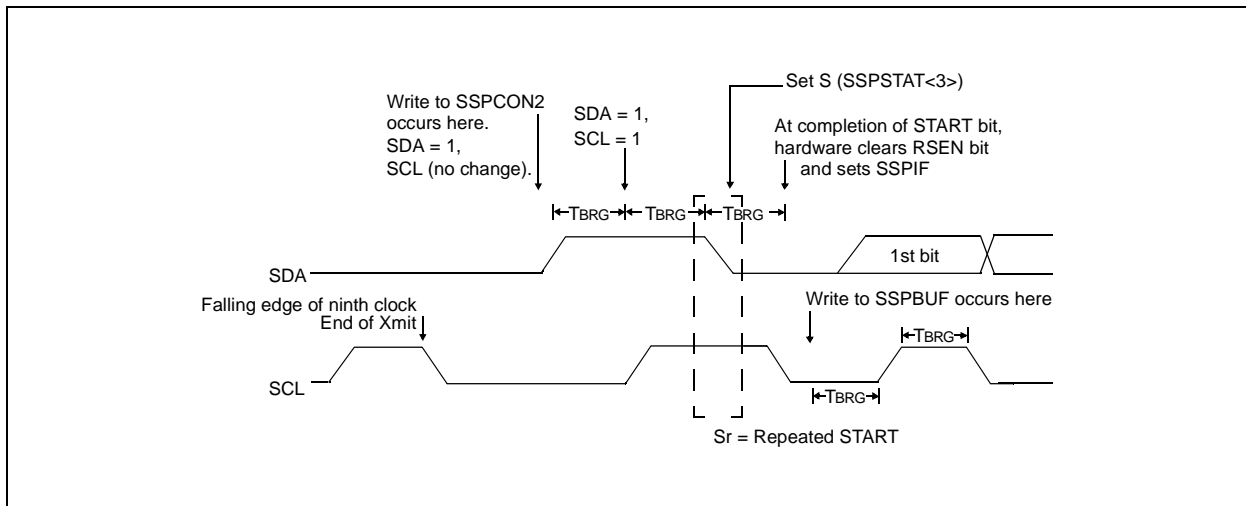 Set S (SSPSTAT<3>)
Write to SSPCON2
occurs here.
SDA = 1,
SCL (no change).
SDA = 1,
SCL = 1
At completion of START bit,
hardware clears RSEN bit
and sets SSPIF
TBRG
TBRG
TBRG
SDA
1st bit
Falling edge of ninth clock
End of Xmit
Write to SSPBUF occurs here
TBRG
SCL
TBRG
Sr = Repeated START